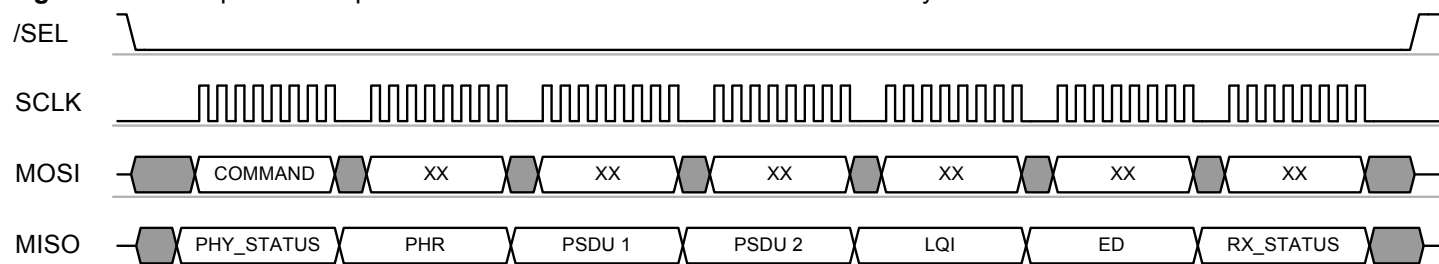 /SEL
SCLK
MOSI COMMAND XX XX XX XX XX XX
MISO PHY_STATUS PHR PSDU 1 PSDU 2 LQI ED RX_STATUS